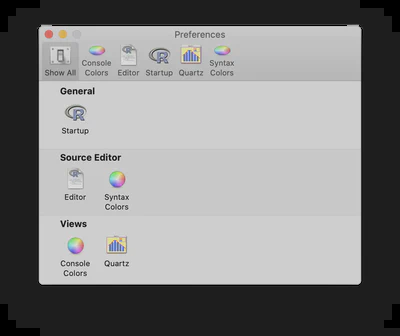 Preferences
Show All
Console
Colors
Editor
Startup
Quartz
Syntax
Colors
General
Startup
Source Editor
Editor
Syntax
Colors
Views
Console
Colors
Quartz